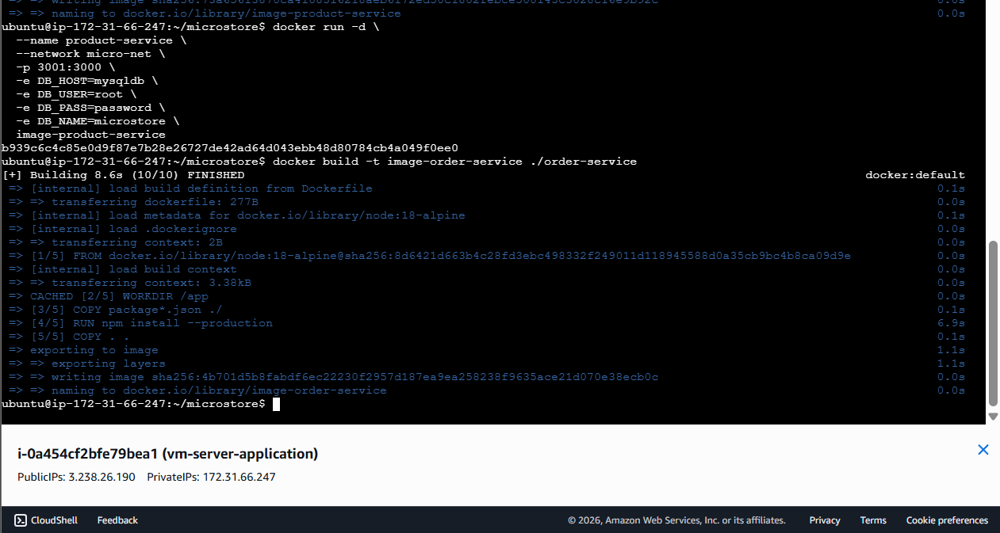 => => naming to docker.io/library/image-product-service 0.0s
ubuntu@ip-172-31-66-247:~/microstore$ docker run -d \
--name product-service \
--network micro-net \
-p 3001:3000 \
-e DB_HOST=mysqldb \
-e DB_USER=root \
-e DB_PASS=password \
-e DB_NAME=microstore \
image-product-service
b939c6c4c85e0d9f87e7b28e26727de42ad64d043ebb48d80784cb4a049f0ee0
ubuntu@ip-172-31-66-247:~/microstore$ docker build -t image-order-service ./order-service
[+] Building 8.6s (10/10) FINISHED docker:default
=> [internal] load build definition from Dockerfile 0.1s
=> => transferring dockerfile: 277B 0.0s
=> [internal] load metadata for docker.io/library/node:18-alpine 0.1s
=> [internal] load .dockerignore 0.0s
=> => transferring context: 2B 0.0s
=> [1/5] FROM docker.io/library/node:18-alpine@sha256:8d6421d663b4c28fd3ebc498332f249011d118945588d0a35cb9bc4b8ca09d9e 0.0s
=> [internal] load build context 0.0s
=> => transferring context: 3.38kB 0.0s
=> CACHED [2/5] WORKDIR /app 0.0s
=> [3/5] COPY package*.json ./ 0.1s
=> [4/5] RUN npm install --production 6.9s
=> [5/5] COPY . . 0.1s
=> exporting to image 1.1s
=> => exporting layers 1.1s
=> => writing image sha256:4b701d5b8fabdf6ec22230f2957d187ea9ea258238f9635ace21d070e38ecb0c 0.0s
=> => naming to docker.io/library/image-order-service 0.0s
ubuntu@ip-172-31-66-247:~/microstore$
i-0a454cf2bfe79bea1 (vm-server-application)
PublicIPs: 3.238.26.190 PrivateIPs: 172.31.66.247
CloudShell Feedback © 2026, Amazon Web Services, Inc. or its affiliates. Privacy Terms Cookie preferences